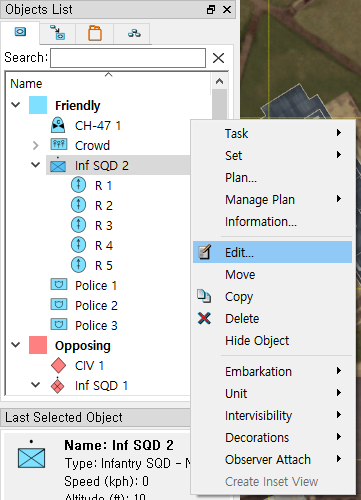 Objects List
Search:
Name
Friendly
CH-47 1
Crowd
Inf SQD 2
R 1
R 2
R 3
R 4
R 5
Police 1
Police 2
Police 3
Opposing
CIV 1
Inf SQD 1
Task
Set
Plan...
Manage Plan
Information...
Edit...
Move
Copy
Delete
Hide Object
Embarkation
Unit
Intervisibility
Decorations
Observer Attach
Create Inset View
Last Selected Object
Name: Inf SQD 2
Type: Infantry SQD - N
Speed (kph): 0
Altitude (ft): 10